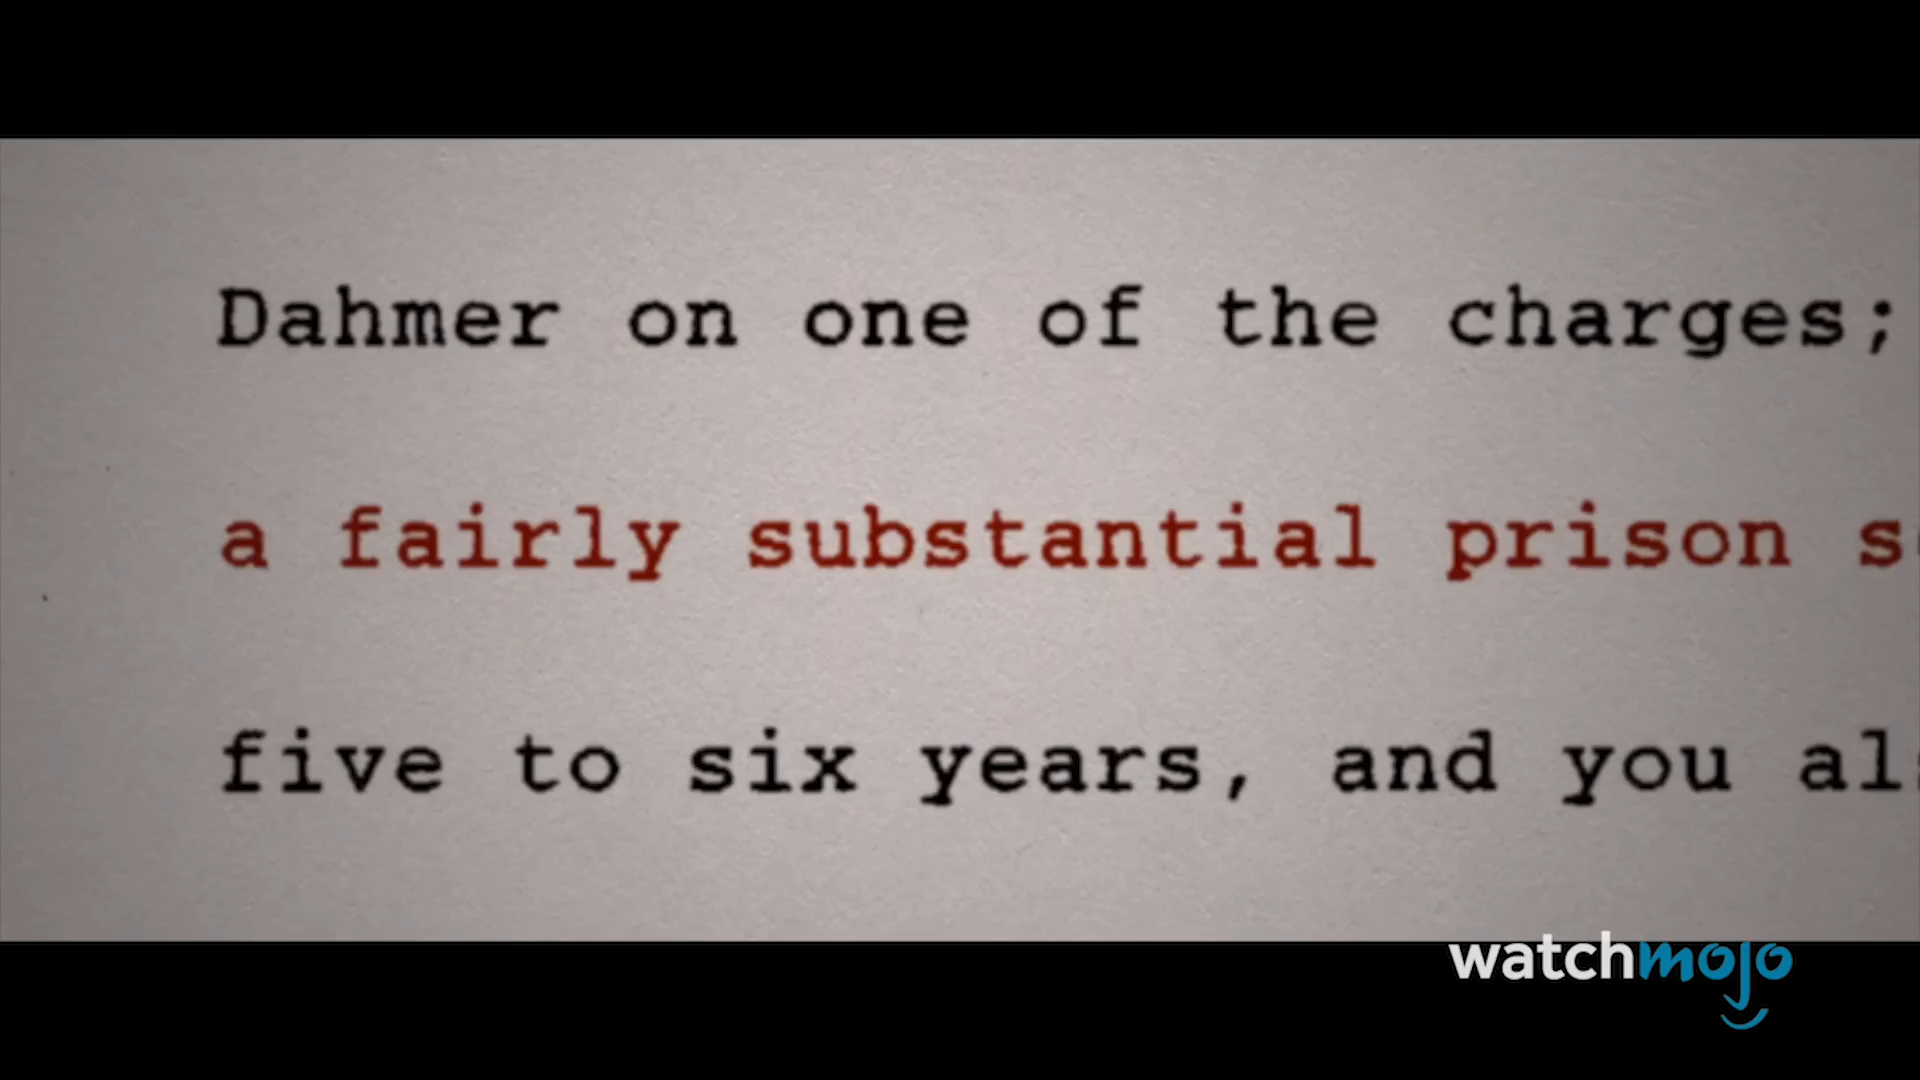 Dahmer on one of the charges;
a fairly substantial prison
five to six years, and you
watchmojo